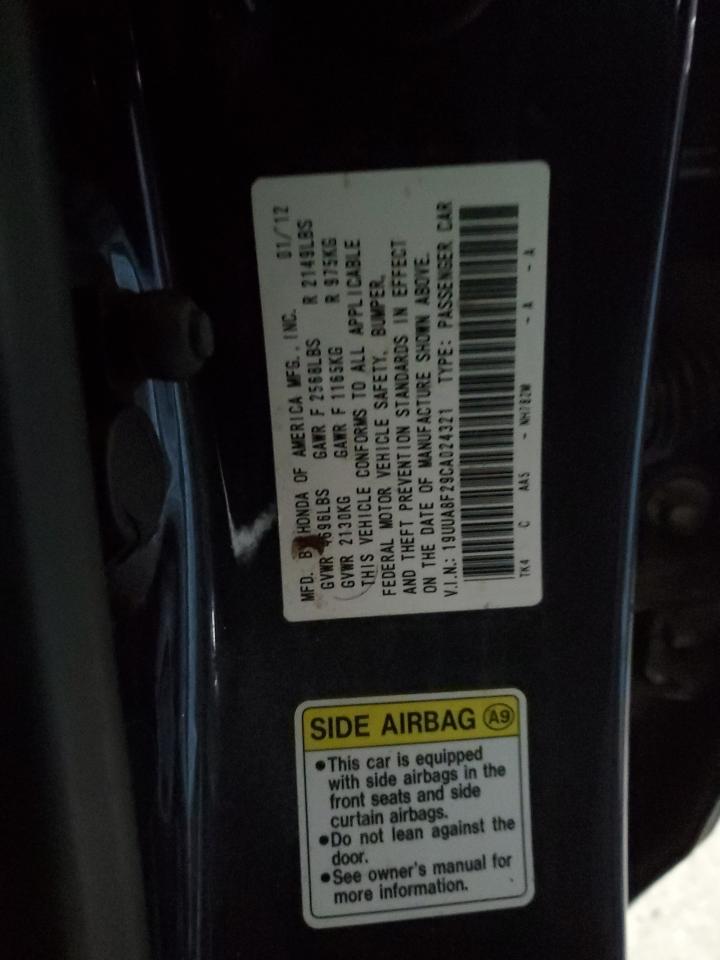 MFD. BY HONDA OF AMERICA MFG., INC. 01/12
GVWR 4696LBS GAWR F 2568LBS R 2149LBS
GVWR 2130KG GAWR F 1165KG R 975KG
THIS VEHICLE CONFORMS TO ALL APPLICABLE
FEDERAL MOTOR VEHICLE SAFETY, BUMPER,
AND THEFT PREVENTION STANDARDS IN EFFECT
ON THE DATE OF MANUFACTURE SHOWN ABOVE.
V.I.N.: 19UUA8F29CA024321 TYPE: PASSENGER CAR
TK4 C AA5 - NH782M - A - A
SIDE AIRBAG A9
•This car is equipped
with side airbags in the
front seats and side
curtain airbags.
•Do not lean against the
door.
•See owner's manual for
more information.